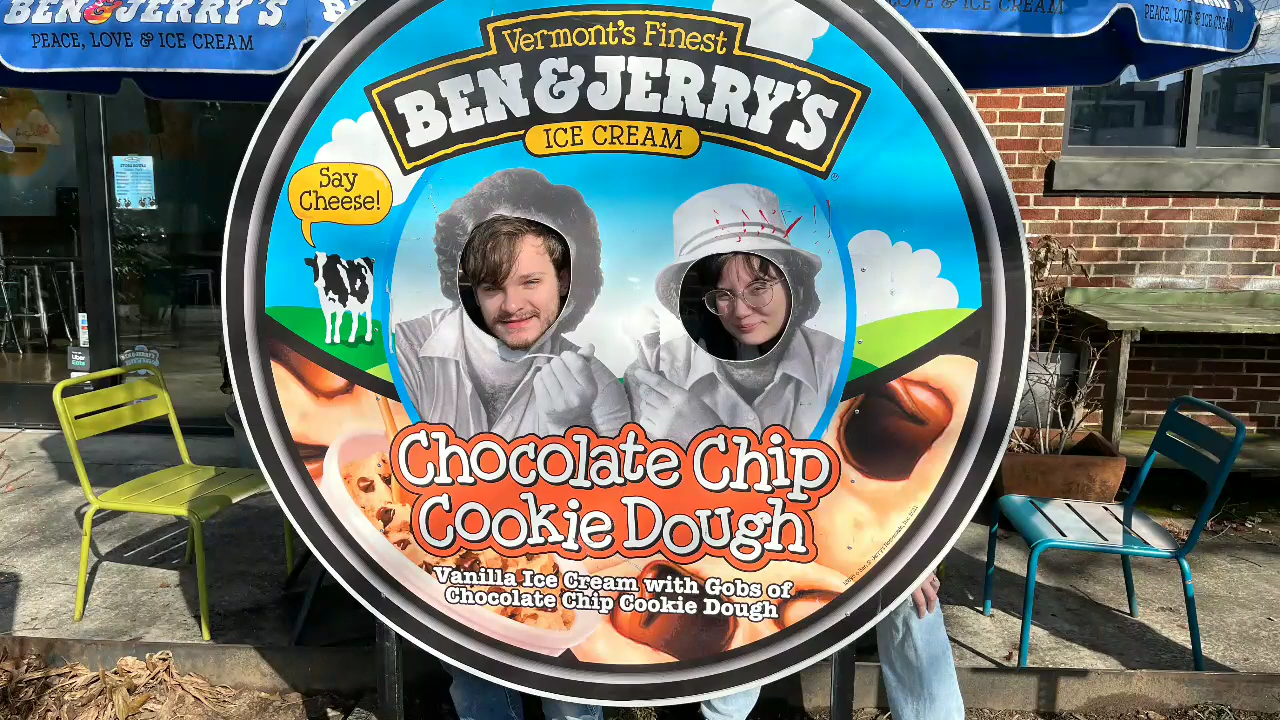 BEN & JERRY'S
PEACE, LOVE & ICE CREAM
PEACE, LOVE & ICE CREAM
Vermont's Finest
BEN & JERRY'S
ICE CREAM
Say
Cheese!
Chocolate Chip
Cookie Dough
Vanilla Ice Cream with Gobs of
Chocolate Chip Cookie Dough